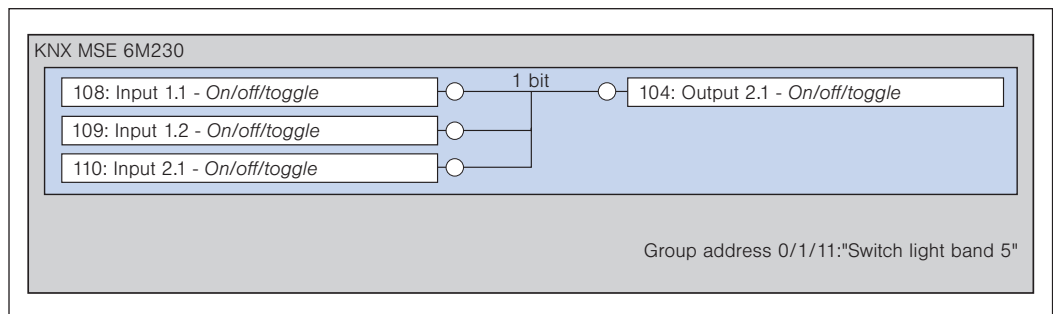 KNX MSE 6M230
108: Input 1.1 - On/off/toggle
1 bit
104: Output 2.1 - On/off/toggle
109: Input 1.2 - On/off/toggle
110: Input 2.1 - On/off/toggle
Group address 0/1/11:"Switch light band 5"